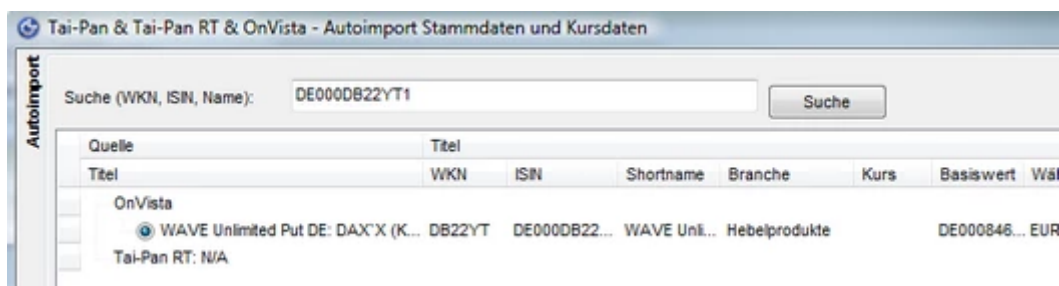 Tai-Pan & Tai-Pan RT & OnVista - Autoimport Stammdaten und Kursdaten
Autoimport
Suche (WKN, ISIN, Name): DE000DB22YT1 Suche
Quelle Titel
Titel WKN ISIN Shortname Branche Kurs Basiswert Wäl
OnVista
WAVE Unlimited Put DE: DAX'X (K... DB22YT DE000DB22... WAVE Unli... Hebelprodukte DE000846... EUR
Tai-Pan RT: N/A